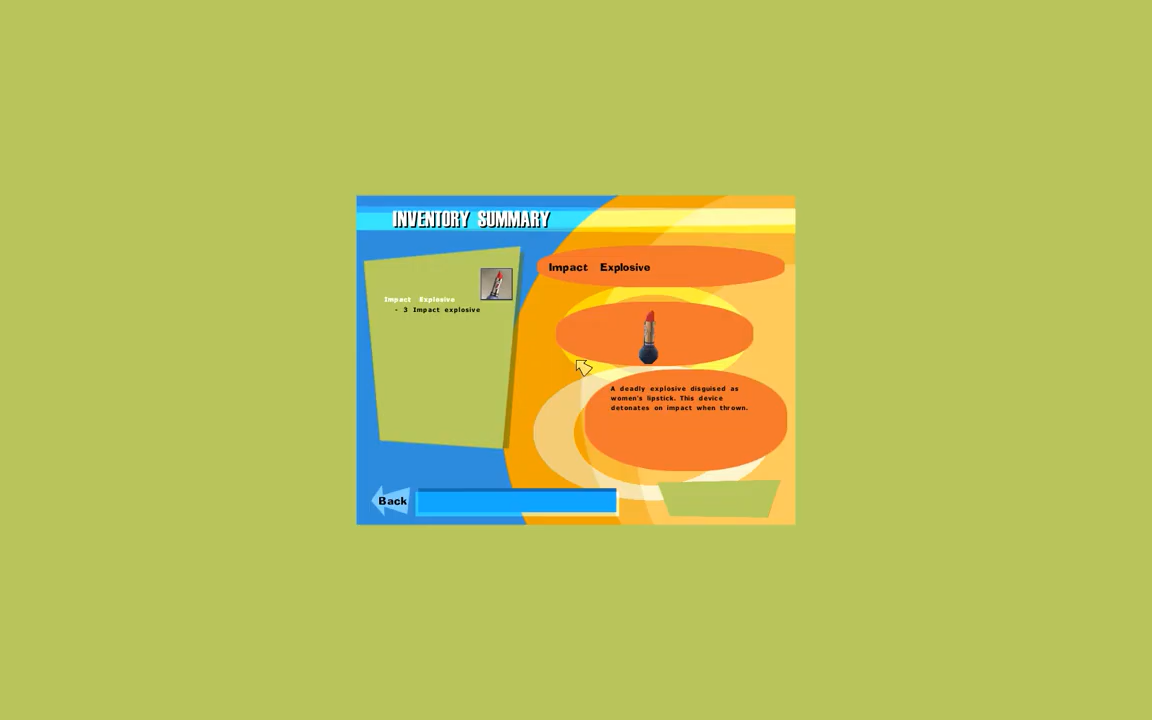 INVENTORY SUMMARY
Impact Explosive
- 3 Impact explosive
Impact Explosive
A deadly explosive disguised as
women's lipstick. This device
detonates on impact when thrown.
Back